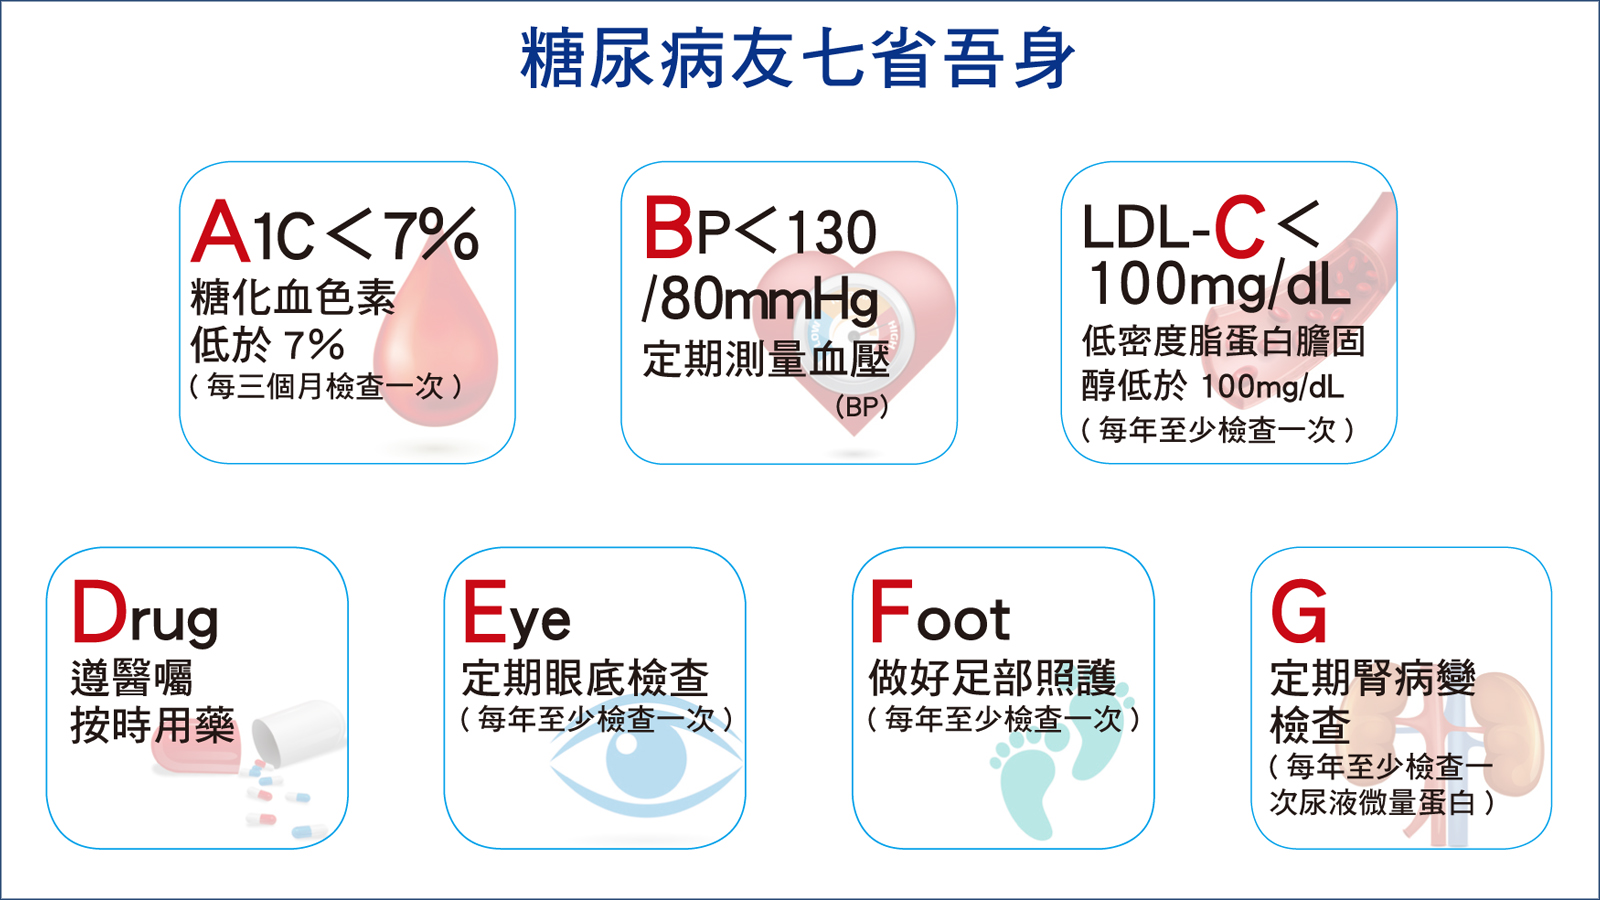 糖尿病友七省吾身
A1C＜7%
糖化血色素
低於 7%
( 每三個月檢查一次 )
BP＜130
/80mmHg
定期測量血壓
(BP)
LOW
HIGH
LDL-C＜
100mg/dL
低密度脂蛋白膽固
醇低於 100mg/dL
( 每年至少檢查一次 )
Drug
遵醫囑
按時用藥
Eye
定期眼底檢查
( 每年至少檢查一次 )
Foot
做好足部照護
( 每年至少檢查一次 )
G
定期腎病變
檢查
( 每年至少檢查一
次尿液微量蛋白 )